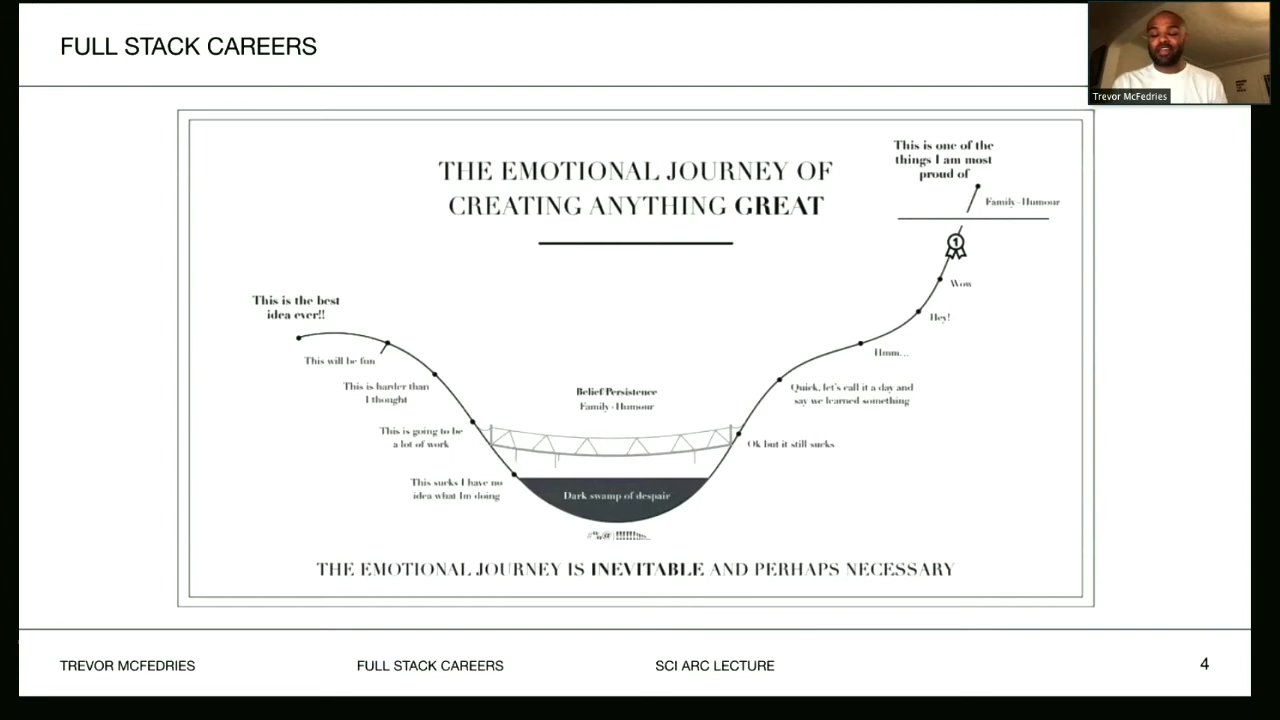 FULL STACK CAREERS
Trevor McFedries
THE EMOTIONAL JOURNEY OF
CREATING ANYTHING GREAT
This is one of the
things I am most
proud of
Family+Humour
1
Wow
Hey!
Hmm...
Quick, let's call it a day and
say we learned something
Ok but it still sucks
This is the best
idea ever!!
This will be fun
This is harder than
I thought
This is going to be
a lot of work
This sucks I have no
idea what Im doing
Belief/Persistence
Family+Humour
Dark swamp of despair
THE EMOTIONAL JOURNEY IS INEVITABLE AND PERHAPS NECESSARY
TREVOR MCFEDRIES
FULL STACK CAREERS
SCI ARC LECTURE
4